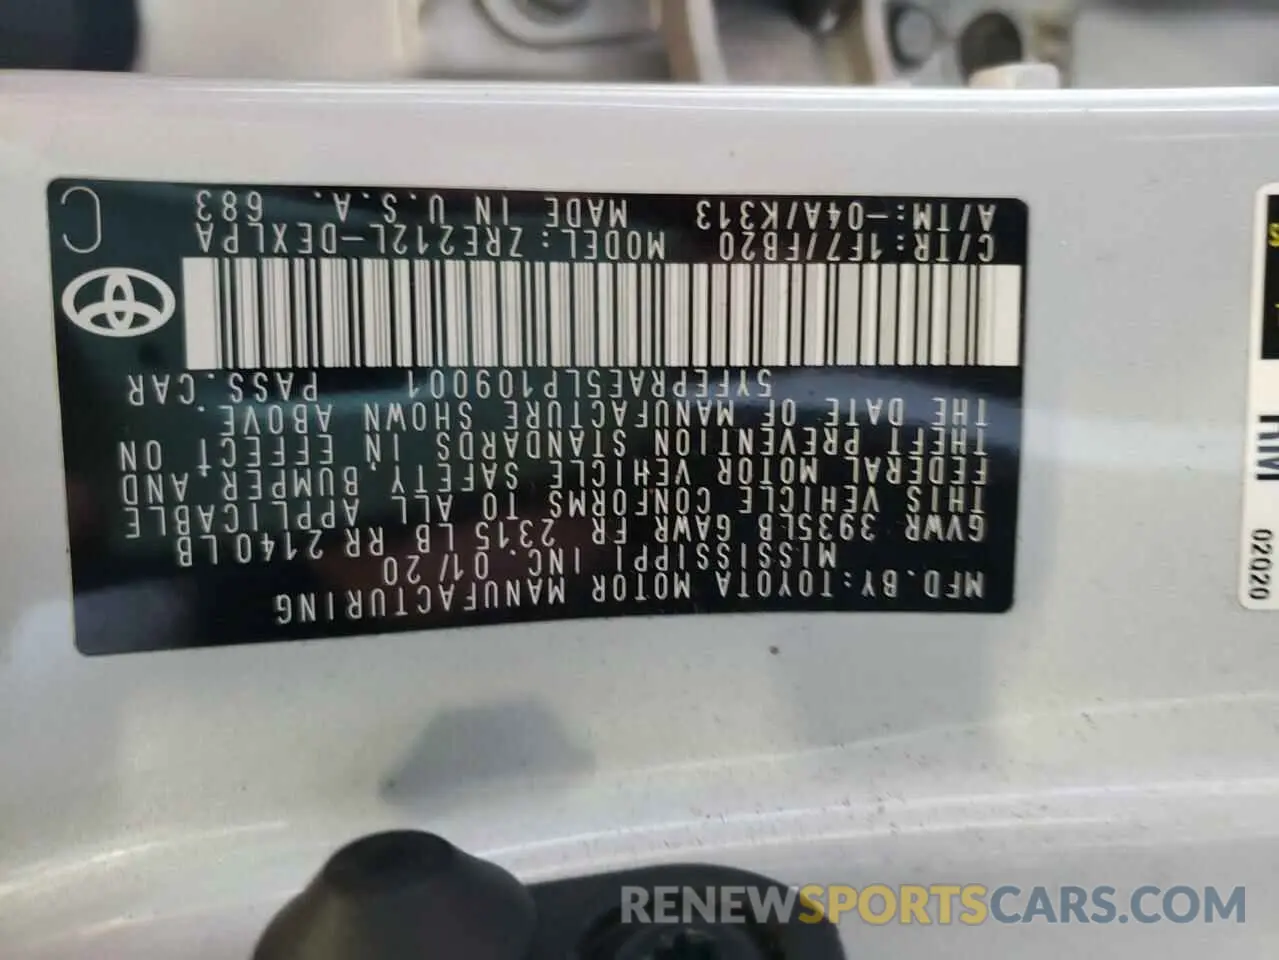 MFD. BY: TOYOTA MOTOR MANUFACTURING
MISSISSIPPI INC. 01/20
GVWR 3935LB GAWR FR 2315 LB RR 2140 LB
THIS VEHICLE CONFORMS TO ALL APPLICABLE
FEDERAL MOTOR VEHICLE SAFETY, BUMPER AND
THEFT PREVENTION STANDARDS IN EFFECT ON
THE DATE OF MANUFACTURE SHOWN ABOVE.
5YFEPRAE5LP109001 PASS. CAR
C/TR: 1F7/FB20 MODEL: ZRE212L-DEXLPA
A/TM: -04A/K313 MADE IN U.S.A. 683
C
02020
RENEWSPORTSCARS.COM